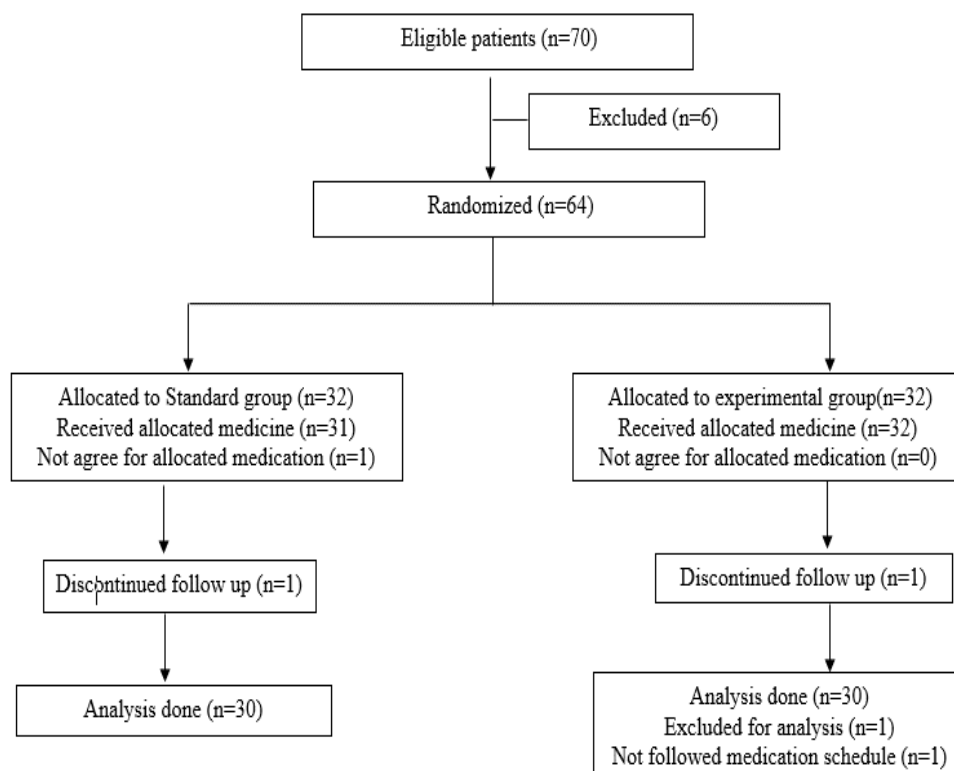 Eligible patients (n=70)
Excluded (n=6)
Randomized (n=64)
Allocated to Standard group (n=32)
Received allocated medicine (n=31)
Not agree for allocated medication (n=1)
Allocated to experimental group(n=32)
Received allocated medicine (n=32)
Not agree for allocated medication (n=0)
Discontinued follow up (n=1)
Discontinued follow up (n=1)
Analysis done (n=30)
Analysis done (n=30)
Excluded for analysis (n=1)
Not followed medication schedule (n=1)